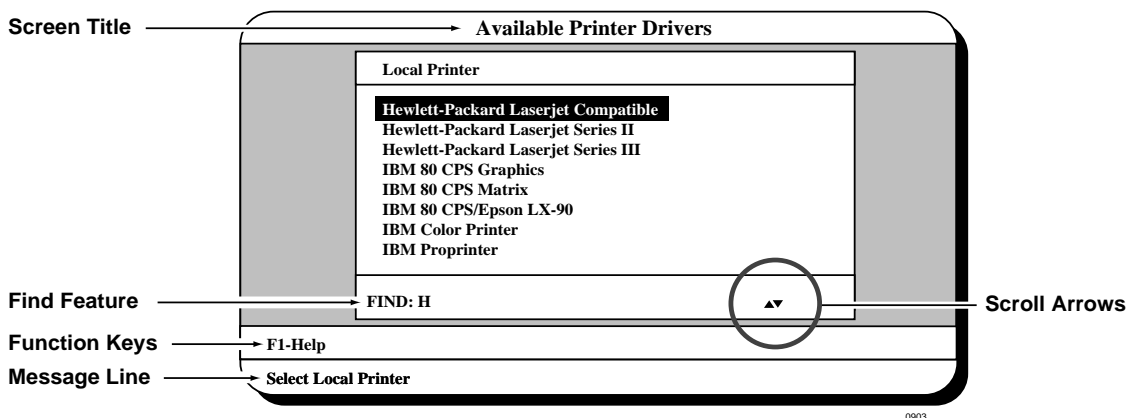 Screen Title
Available Printer Drivers
Local Printer
Hewlett-Packard Laserjet Compatible
Hewlett-Packard Laserjet Series II
Hewlett-Packard Laserjet Series III
IBM 80 CPS Graphics
IBM 80 CPS Matrix
IBM 80 CPS/Epson LX-90
IBM Color Printer
IBM Proprinter
Find Feature
FIND: H
Scroll Arrows
Function Keys
F1-Help
Message Line
Select Local Printer
0903